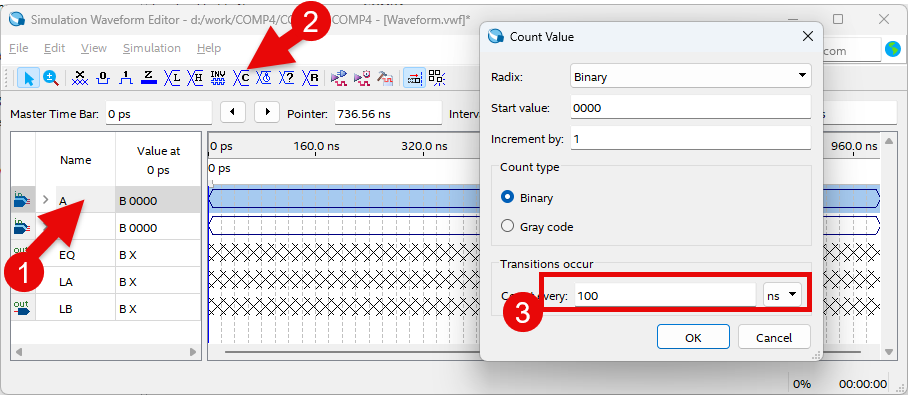 Simulation Waveform Editor - d:/work/COMP4/CO COMP4 - [Waveform.vwf]*
File Edit View Simulation Help
com
0 1 Z L H INV C ? R
Master Time Bar: 0 ps Pointer: 736.56 ns Interv s
Name Value at 0 ps
0 ps 160.0 ns 320.0 ns 960.0 ns
0 ps
in A B 0000
in B 0000
out EQ B X
out LA B X
out LB B X
0% 00:00:00
Count Value
Radix: Binary
Start value: 0000
Increment by: 1
Count type
Binary
Gray code
Transitions occur
every: 100 ns
OK Cancel
1
2
3